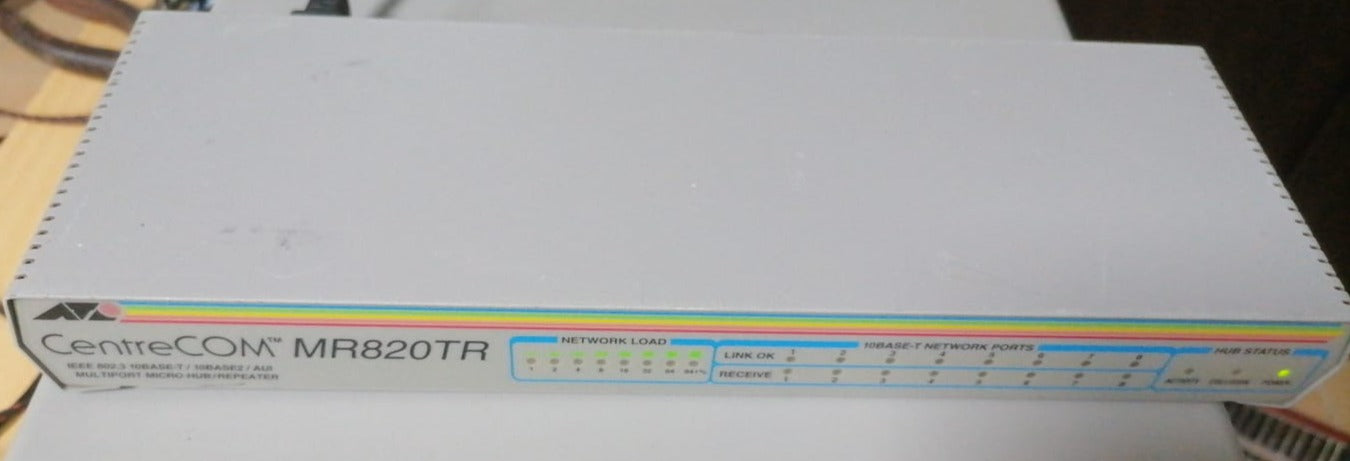 CentreCOM™ MR820TR
IEEE 802.3 10BASE-T / 10BASE2 / AUI
MULTIPORT MICRO HUB/REPEATER
NETWORK LOAD
1 2 4 8 16 32 64 64+%
10BASE-T NETWORK PORTS
LINK OK 1 2 3 4 5 6 7 8
RECEIVE 1 2 3 4 5 6 7 8
HUB STATUS
ACTIVITY COLLISION POWER